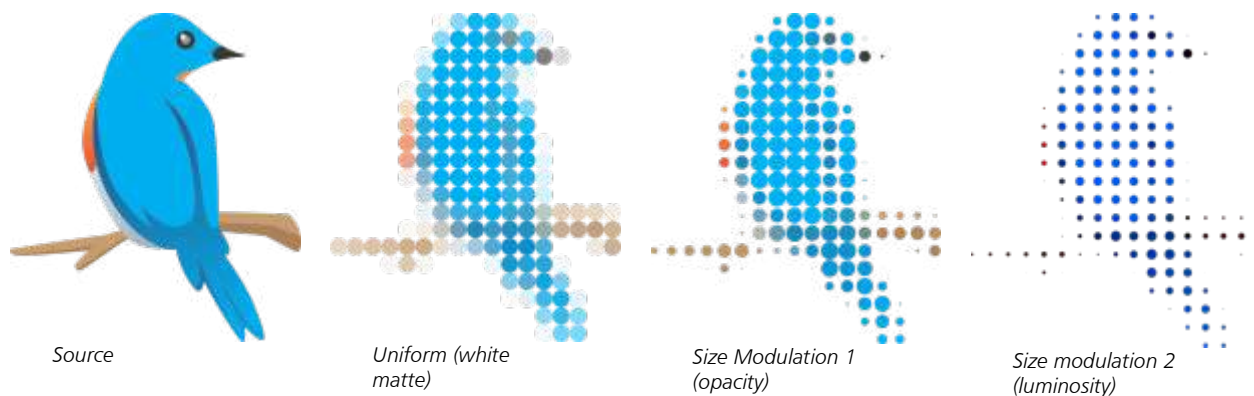 Source
Uniform (white
matte)
Size Modulation 1
(opacity)
Size modulation 2
(luminosity)